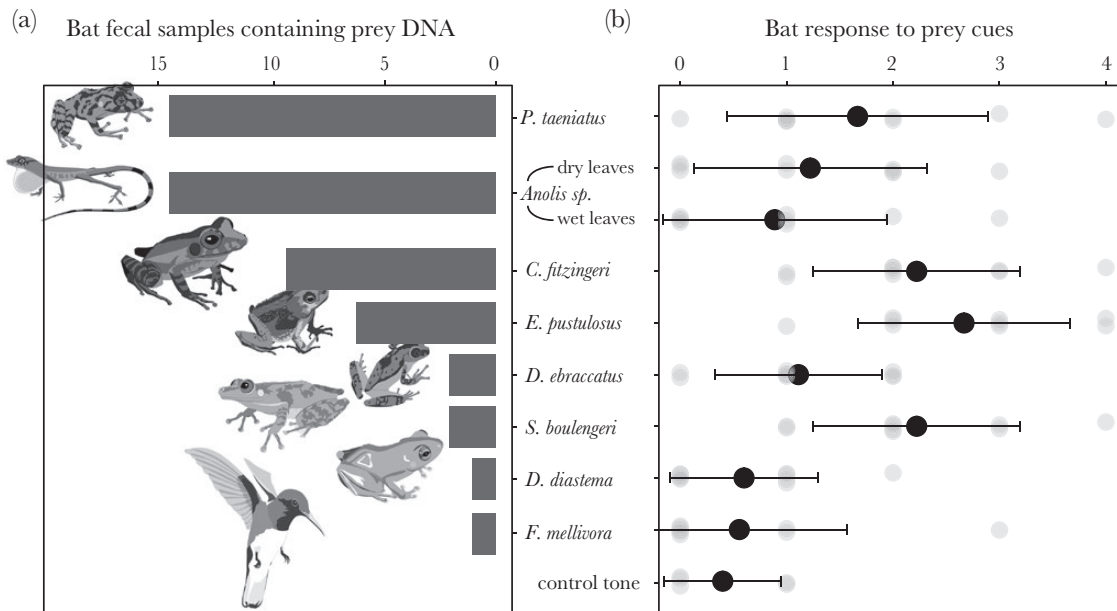 (a)
Bat fecal samples containing prey DNA
15 10 5 0
(b)
Bat response to prey cues
0 1 2 3 4
P. taeniatus
dry leaves
Anolis sp.
wet leaves
C. fitzingeri
E. pustulosus
D. ebraccatus
S. boulengeri
D. diastema
F. mellivora
control tone